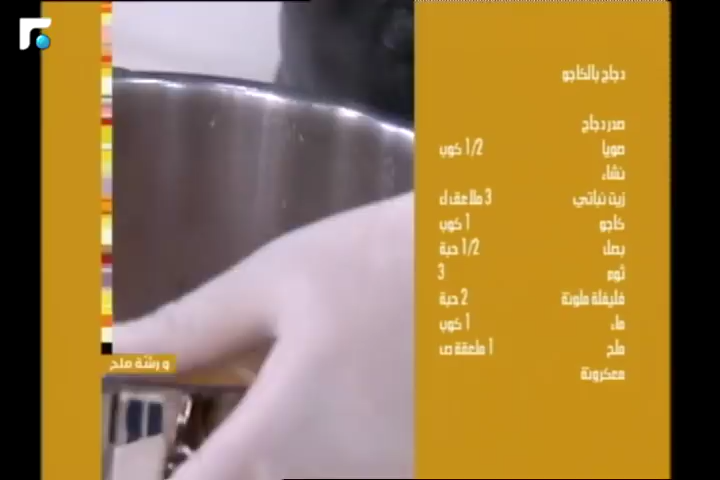 دجاج بالكاجو
صدر دجاج
صويا 1/2 كوب
نشاء
زيت نباتي 3 ملاعق ك
كاجو 1 كوب
بصل 1/2 حبة
ثوم 3
فليفلة ملونة 2 حبة
ماء 1 كوب
ملح 1 ملعقة ص
معكرونة
و رشّة ملح